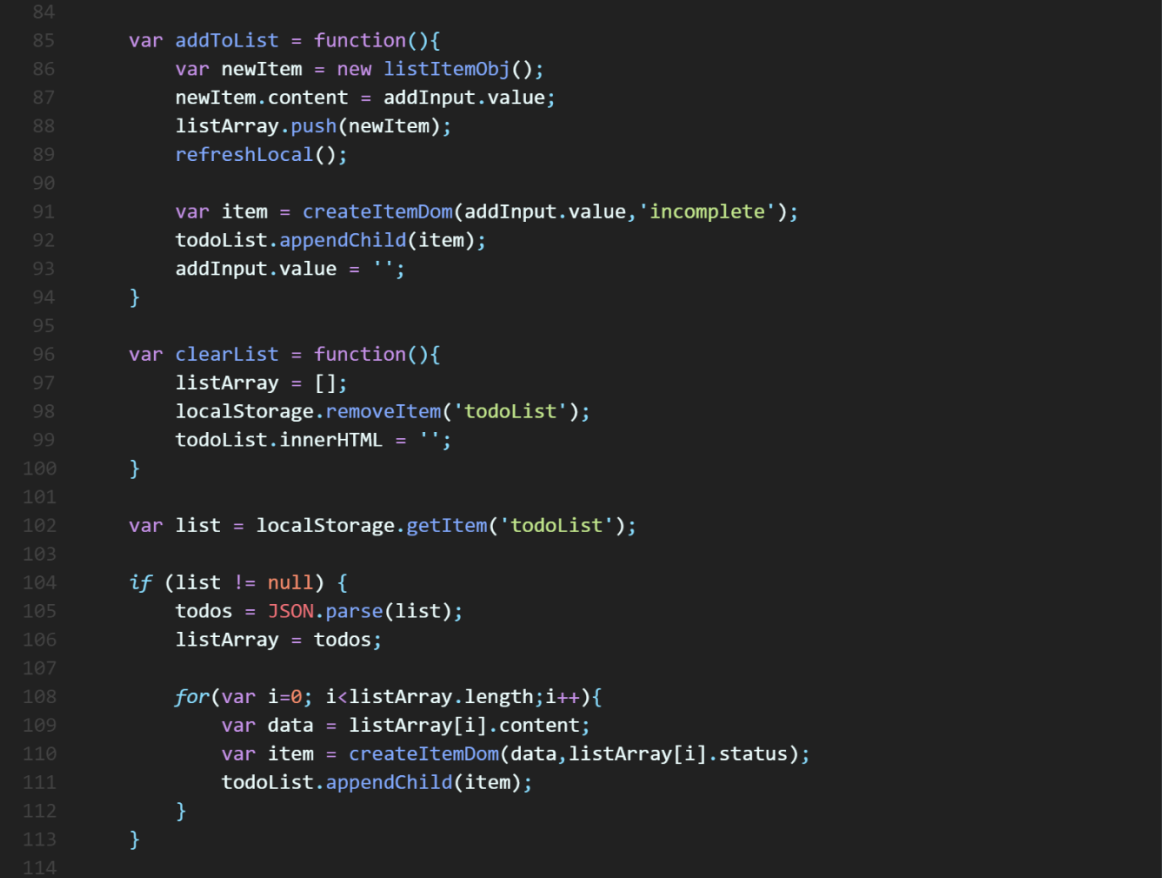 84
85 var addToList = function(){
86 var newItem = new listItemObj();
87 newItem.content = addInput.value;
88 listArray.push(newItem);
89 refreshLocal();
90
91 var item = createItemDom(addInput.value,'incomplete');
92 todoList.appendChild(item);
93 addInput.value = '';
94 }
95
96 var clearList = function(){
97 listArray = [];
98 localStorage.removeItem('todoList');
99 todoList.innerHTML = '';
100 }
101
102 var list = localStorage.getItem('todoList');
103
104 if (list != null) {
105 todos = JSON.parse(list);
106 listArray = todos;
107
108 for(var i=0; i<listArray.length;i++){
109 var data = listArray[i].content;
110 var item = createItemDom(data,listArray[i].status);
111 todoList.appendChild(item);
112 }
113 }
114